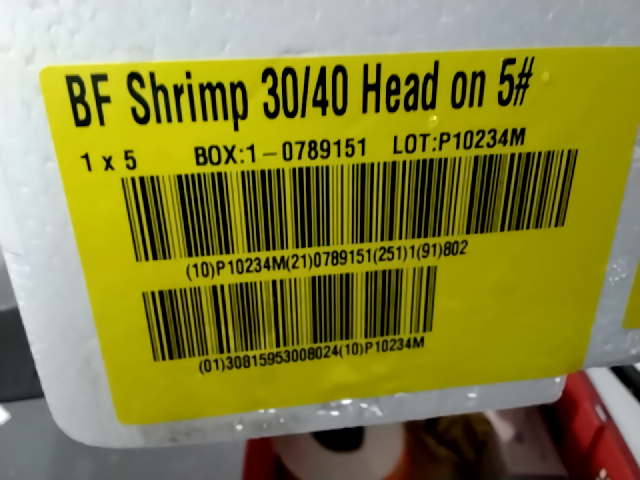 BF Shrimp 30/40 Head on 5#
1 x 5 BOX:1-0789151 LOT:P10234M
(10)P10234M(21)0789151(251)1(91)802
(01)30815953008024(10)P10234M